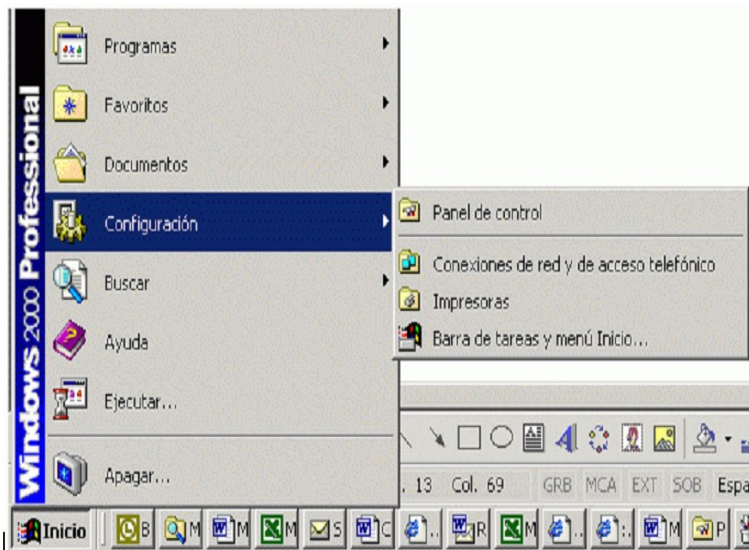 Windows 2000 Professional
Programas
Favoritos
Documentos
Configuración
Buscar
Ayuda
Ejecutar...
Apagar...
Panel de control
Conexiones de red y de acceso telefónico
Impresoras
Barra de tareas y menú Inicio...
. 13 Col. 69 GRB MCA EXT SOB Espa
Inicio B M M M S C .. R M .. :. M P